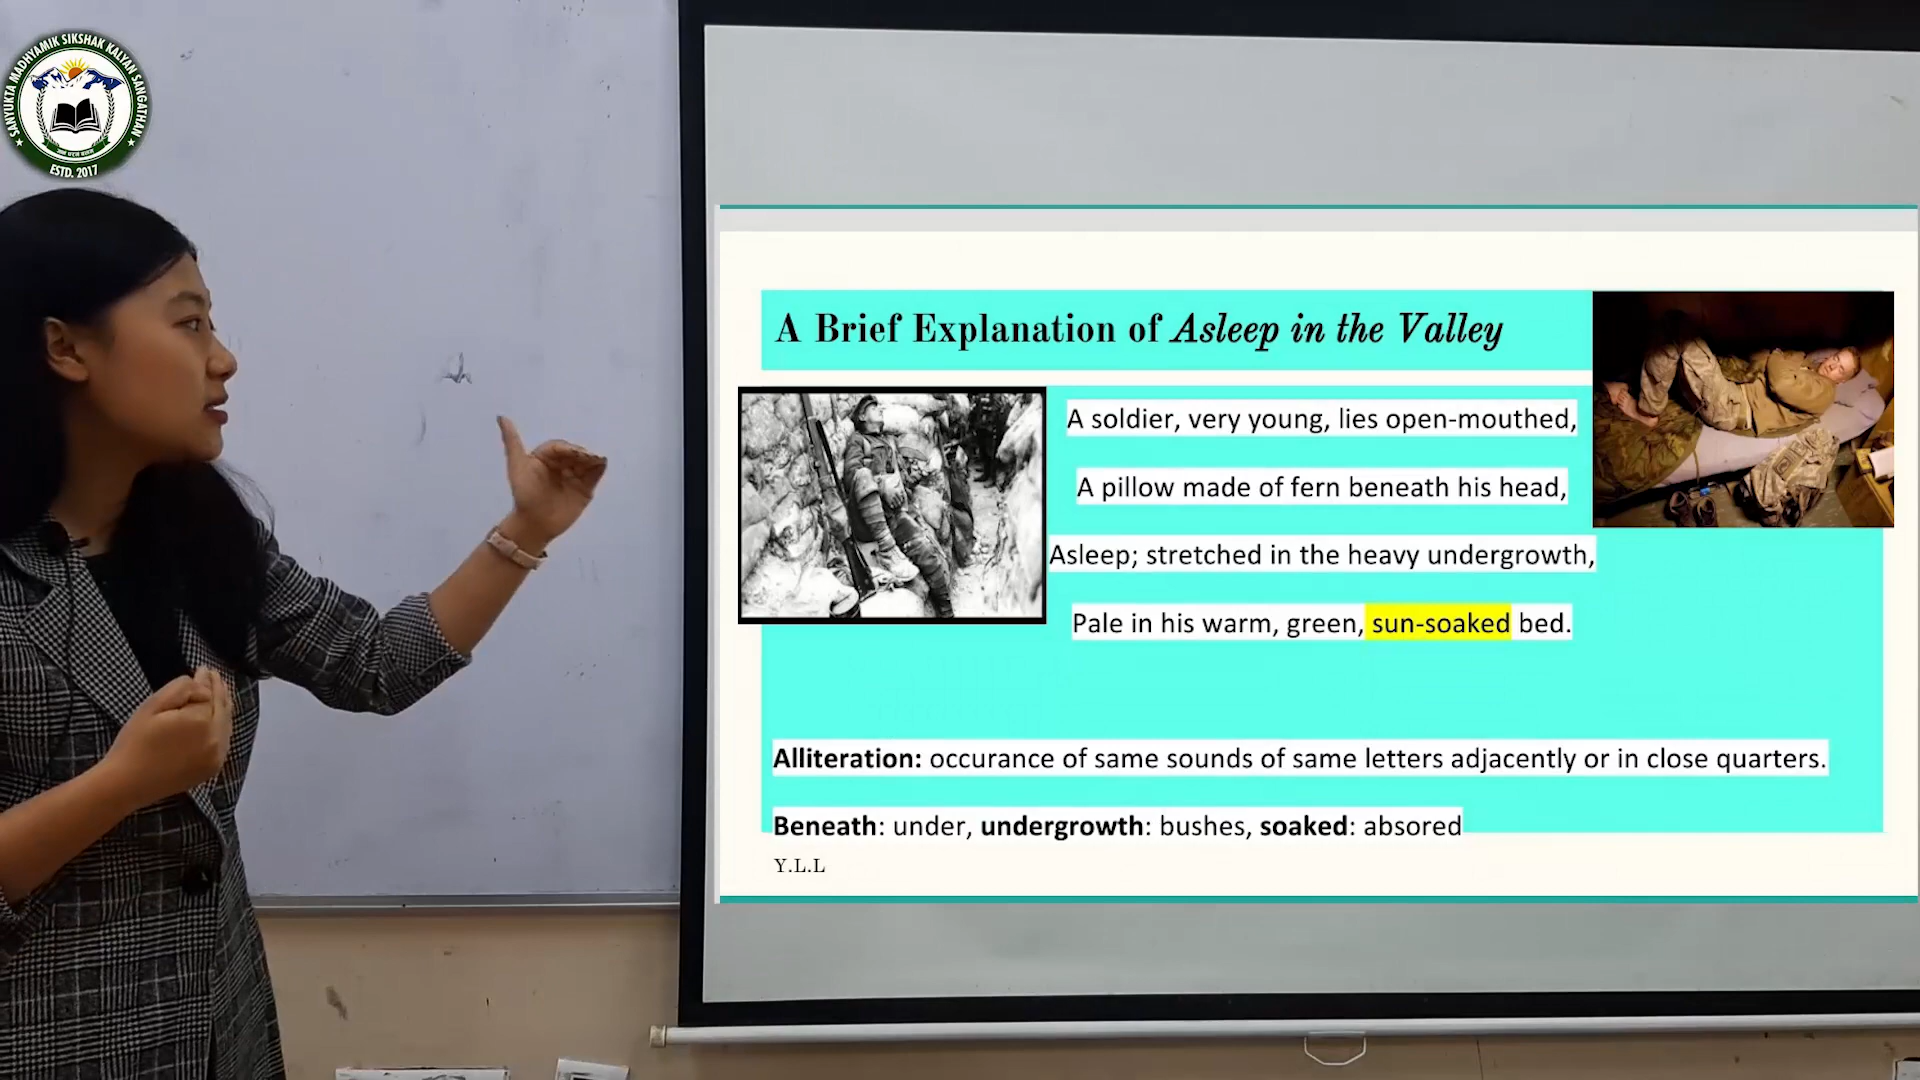 SANYUKTA MADHYAMIK SIKSHAK KALYAN SANGATHAN
ESTD. 2017
A Brief Explanation of Asleep in the Valley
A soldier, very young, lies open-mouthed,
A pillow made of fern beneath his head,
Asleep; stretched in the heavy undergrowth,
Pale in his warm, green, sun-soaked bed.
Alliteration: occurance of same sounds of same letters adjacently or in close quarters.
Beneath: under, undergrowth: bushes, soaked: absored
Y.L.L